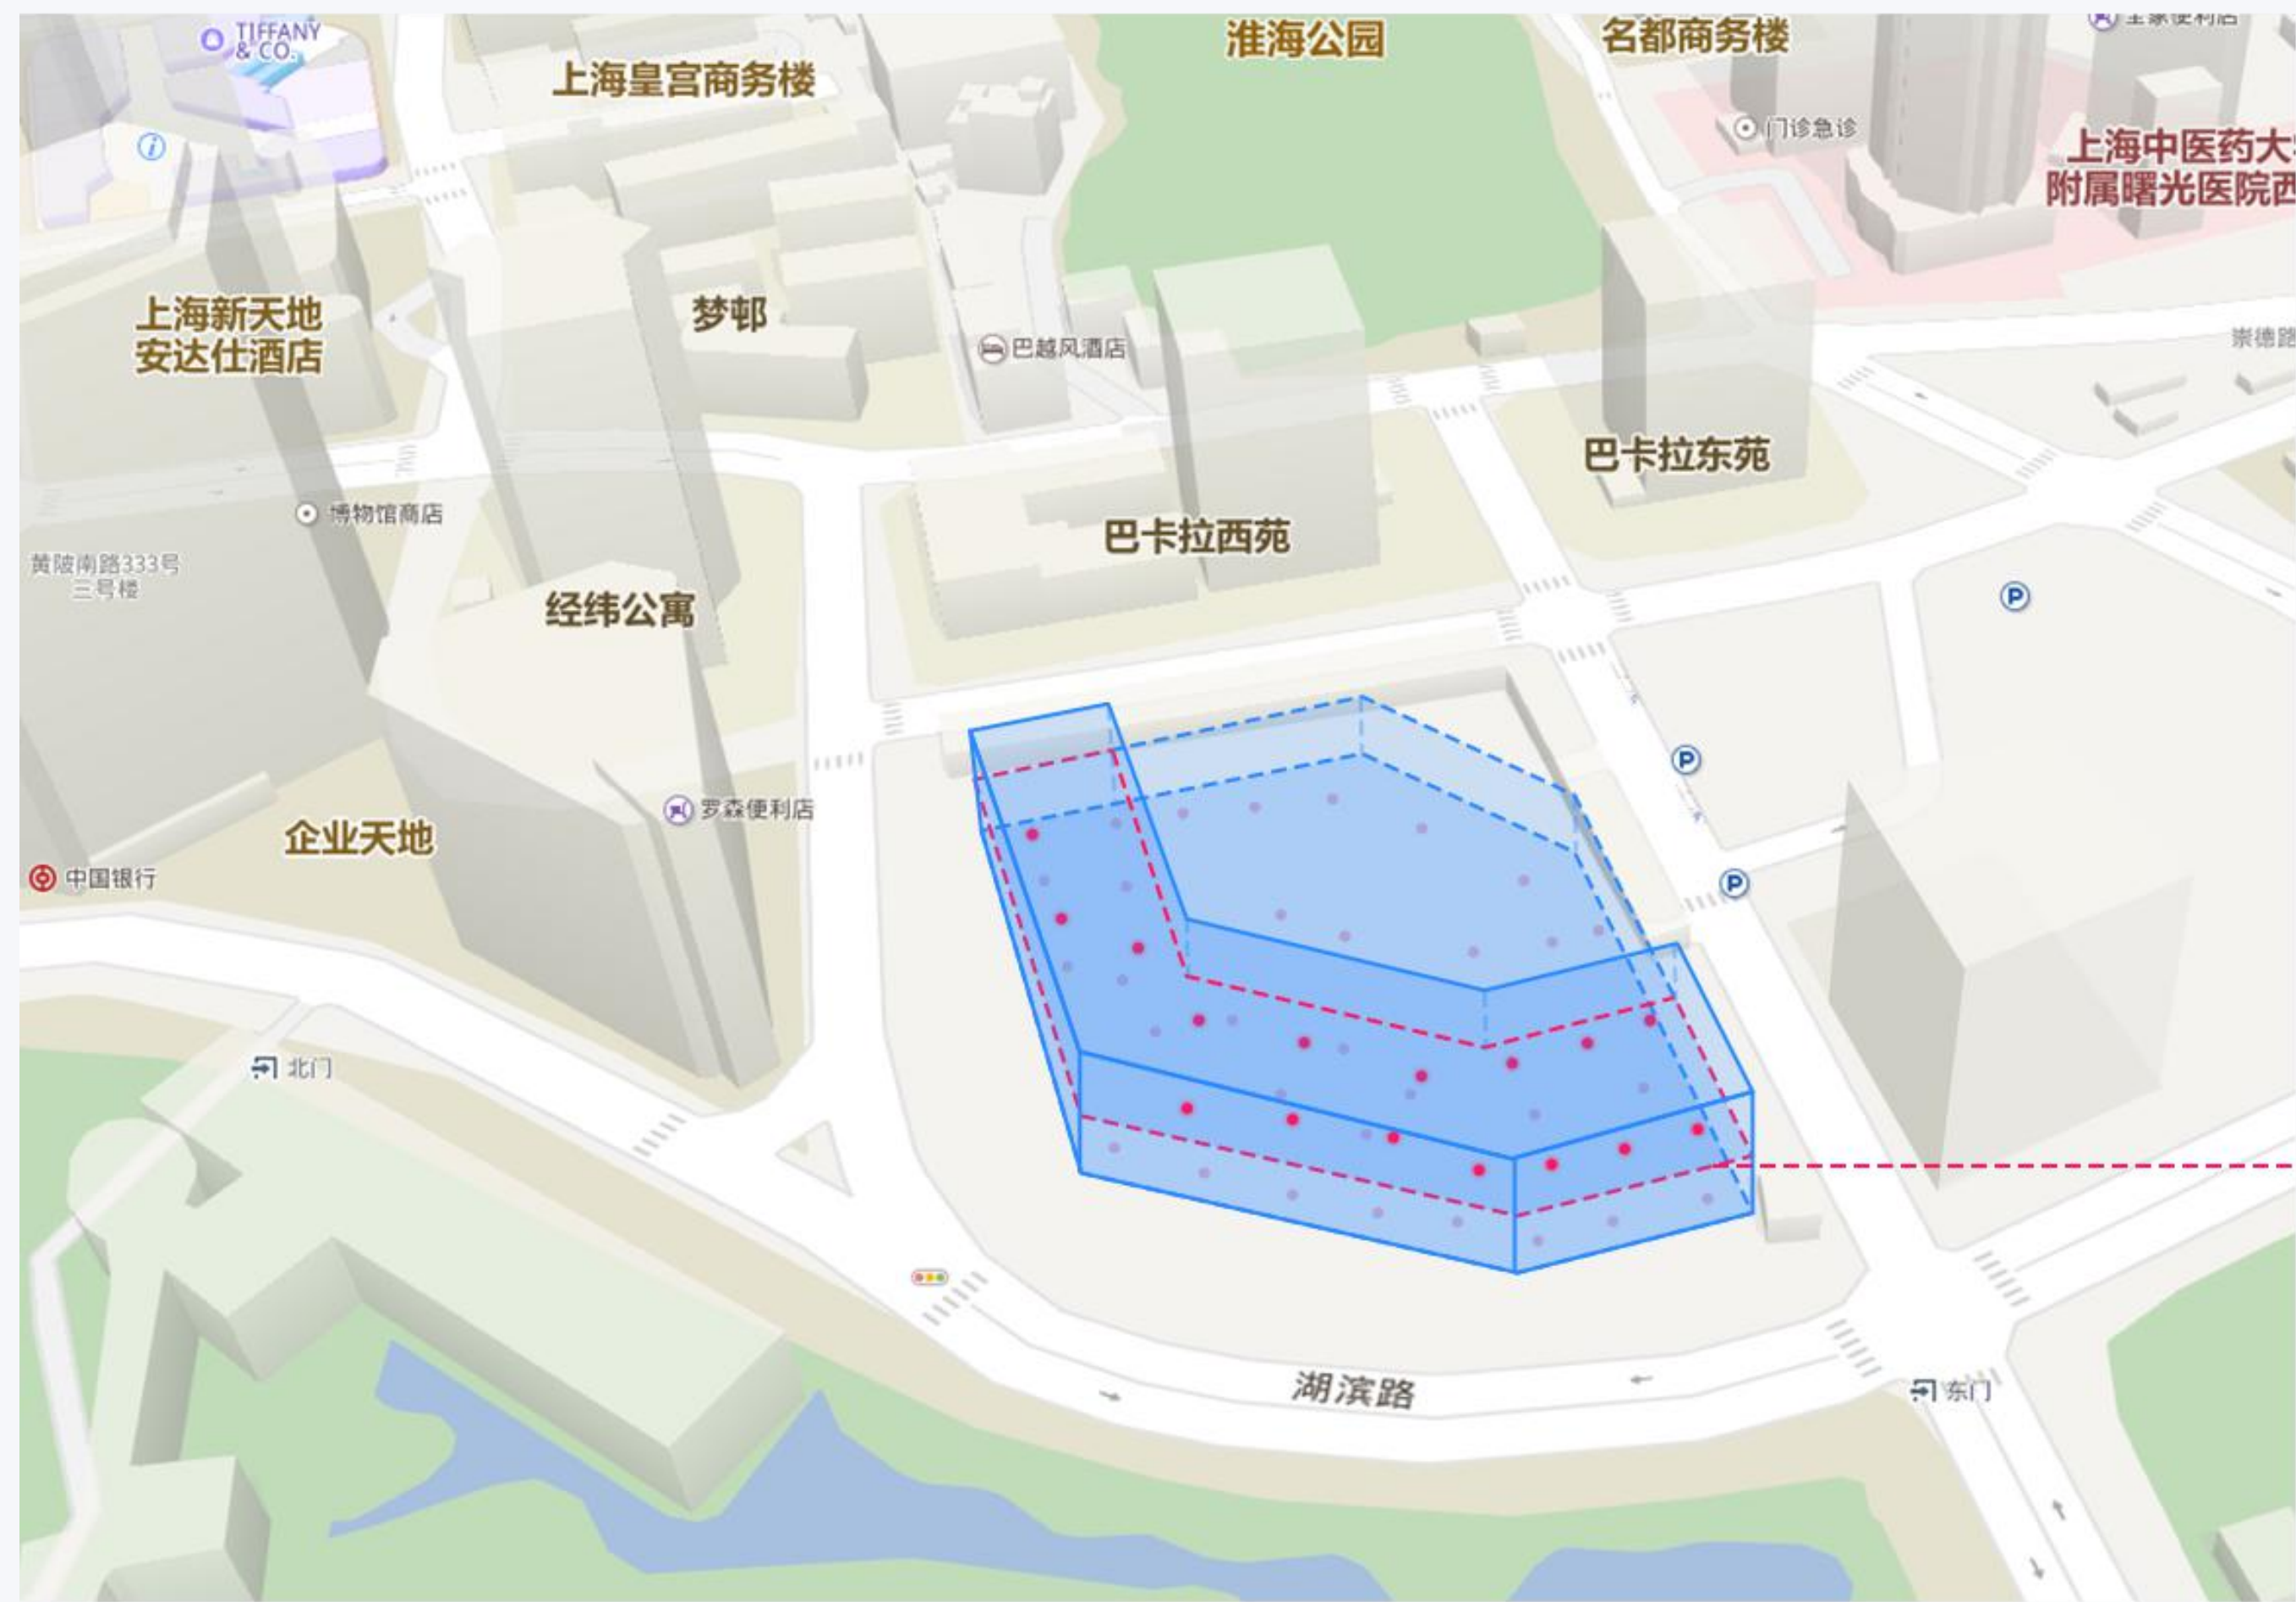 TIFFANY
& CO.
上海皇宫商务楼
淮海公园
名都商务楼
全家便利店
门诊急诊
上海中医药大
附属曙光医院西
上海新天地
安达仕酒店
梦邨
巴越风酒店
崇德路
巴卡拉东苑
博物馆商店
巴卡拉西苑
黄陂南路333号
三号楼
经纬公寓
P
P
罗森便利店
企业天地
中国银行
P
北门
湖滨路
东门